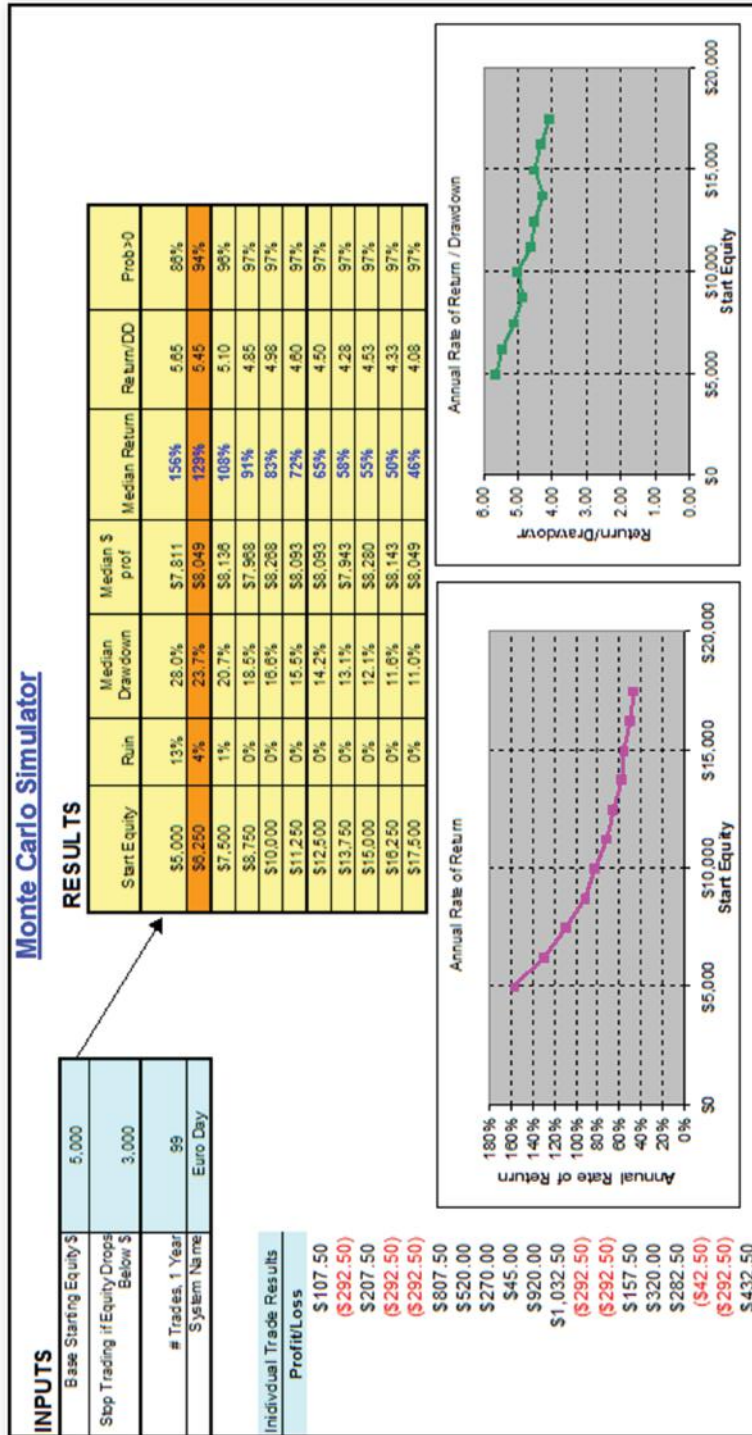 Monte Carlo Simulator
INPUTS
Base Starting Equity$ 5,000
Stop Trading if Equity Drops
Below $ 3,000
# Trades, 1 Year 99
System Name Euro Day
Inidivdual Trade Results
Profit/Loss
$107.50
($292.50)
$207.50
($292.50)
($292.50)
$807.50
$520.00
$270.00
$45.00
$920.00
$1,032.50
($292.50)
($292.50)
$157.50
$320.00
$282.50
($42.50)
($292.50)
$432.50
RESULTS
Start Equity Ruin Median Drawdown Median $ prof Median Return Return/DD Prob>0
$5,000 13% 28.0% $7,811 156% 5.65 86%
$6,250 4% 23.7% $8,049 129% 5.45 94%
$7,500 1% 20.7% $8,136 108% 5.10 96%
$8,750 0% 18.5% $7,968 91% 4.85 97%
$10,000 0% 16.6% $8,268 83% 4.98 97%
$11,250 0% 15.5% $8,093 72% 4.60 97%
$12,500 0% 14.2% $8,093 65% 4.50 97%
$13,750 0% 13.1% $7,943 58% 4.28 97%
$15,000 0% 12.1% $8,280 55% 4.53 97%
$16,250 0% 11.6% $8,143 50% 4.33 97%
$17,500 0% 11.0% $8,049 46% 4.08 97%
Annual Rate of Return
Annual Rate of Return
180%
160%
140%
120%
100%
80%
60%
40%
20%
0%
$0 $5,000 $10,000 $15,000 $20,000
Start Equity
Annual Rate of Return / Drawdown
Return/Drawdown
6.00
5.00
4.00
3.00
2.00
1.00
0.00
$0 $5,000 $10,000 $15,000 $20,000
Start Equity